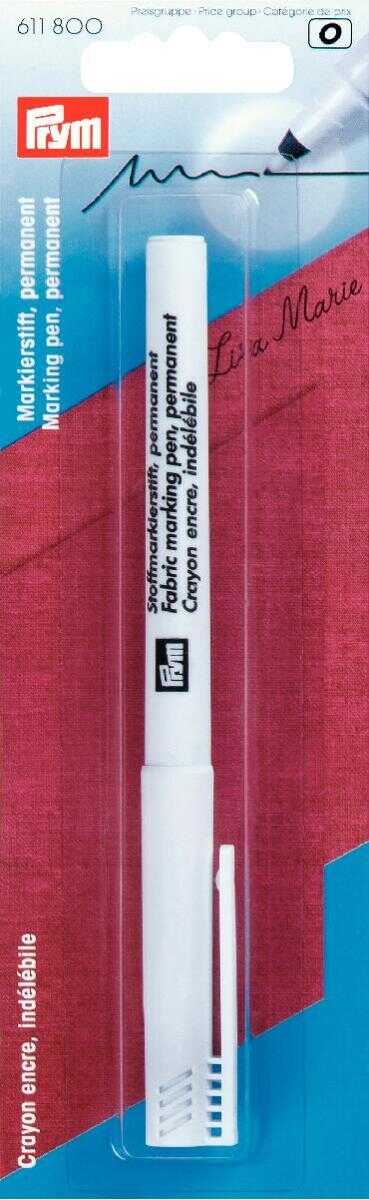 Preisgruppe · Price group · Catégorie de prix
611 800
O
Prym
Markierstift, permanent
Marking pen, permanent
Lisa Marie
Stoffmarkierstift, permanent
Fabric marking pen, permanent
Crayon encre, indélébile
Prym
Crayon encre, indélébile